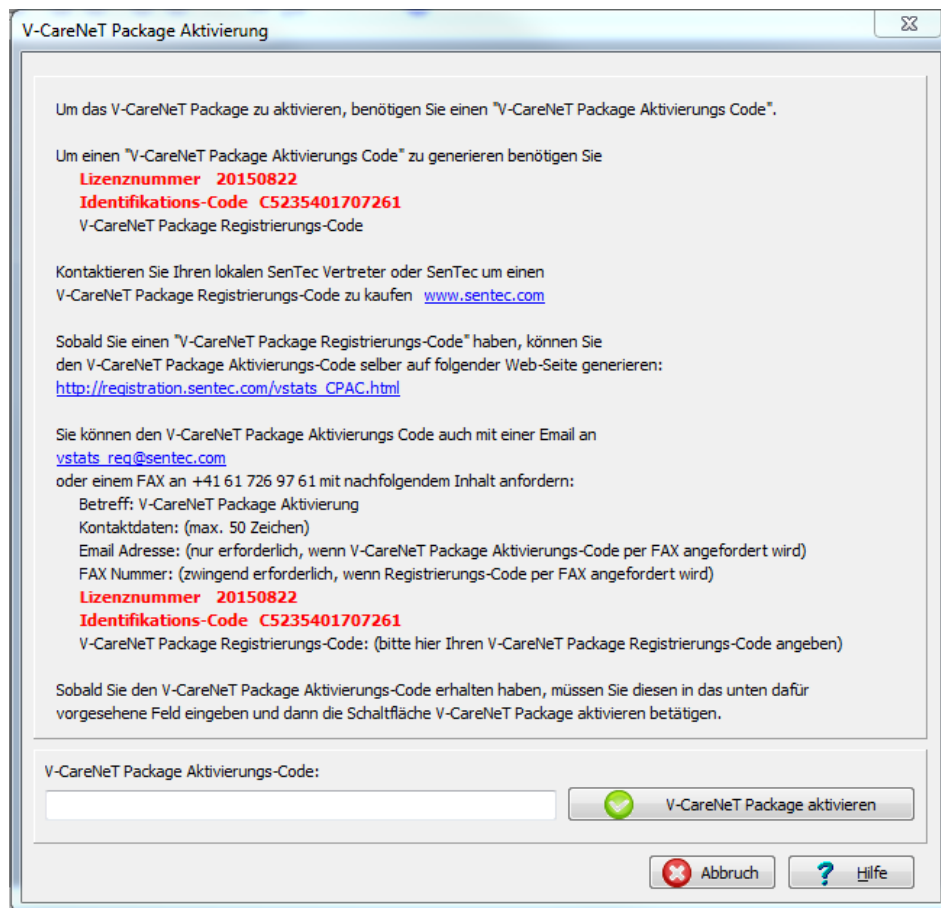 V-CareNeT Package Aktivierung
Um das V-CareNeT Package zu aktivieren, benötigen Sie einen "V-CareNeT Package Aktivierungs Code".
Um einen "V-CareNeT Package Aktivierungs Code" zu generieren benötigen Sie
Lizenznummer 20150822
Identifikations-Code C5235401707261
V-CareNeT Package Registrierungs-Code
Kontaktieren Sie Ihren lokalen SenTec Vertreter oder SenTec um einen
V-CareNeT Package Registrierungs-Code zu kaufen www.sentec.com
Sobald Sie einen "V-CareNeT Package Registrierungs-Code" haben, können Sie
den V-CareNeT Package Aktivierungs-Code selber auf folgender Web-Seite generieren:
http://registration.sentec.com/vstats_CPAC.html
Sie können den V-CareNeT Package Aktivierungs Code auch mit einer Email an
vstats_req@sentec.com
oder einem FAX an +41 61 726 97 61 mit nachfolgendem Inhalt anfordern:
Betreff: V-CareNeT Package Aktivierung
Kontaktdaten: (max. 50 Zeichen)
Email Adresse: (nur erforderlich, wenn V-CareNeT Package Aktivierungs-Code per FAX angefordert wird)
FAX Nummer: (zwingend erforderlich, wenn Registrierungs-Code per FAX angefordert wird)
Lizenznummer 20150822
Identifikations-Code C5235401707261
V-CareNeT Package Registrierungs-Code: (bitte hier Ihren V-CareNeT Package Registrierungs-Code angeben)
Sobald Sie den V-CareNeT Package Aktivierungs-Code erhalten haben, müssen Sie diesen in das unten dafür
vorgesehene Feld eingeben und dann die Schaltfläche V-CareNeT Package aktivieren betätigen.
V-CareNeT Package Aktivierungs-Code:
V-CareNeT Package aktivieren
Abbruch
? Hilfe